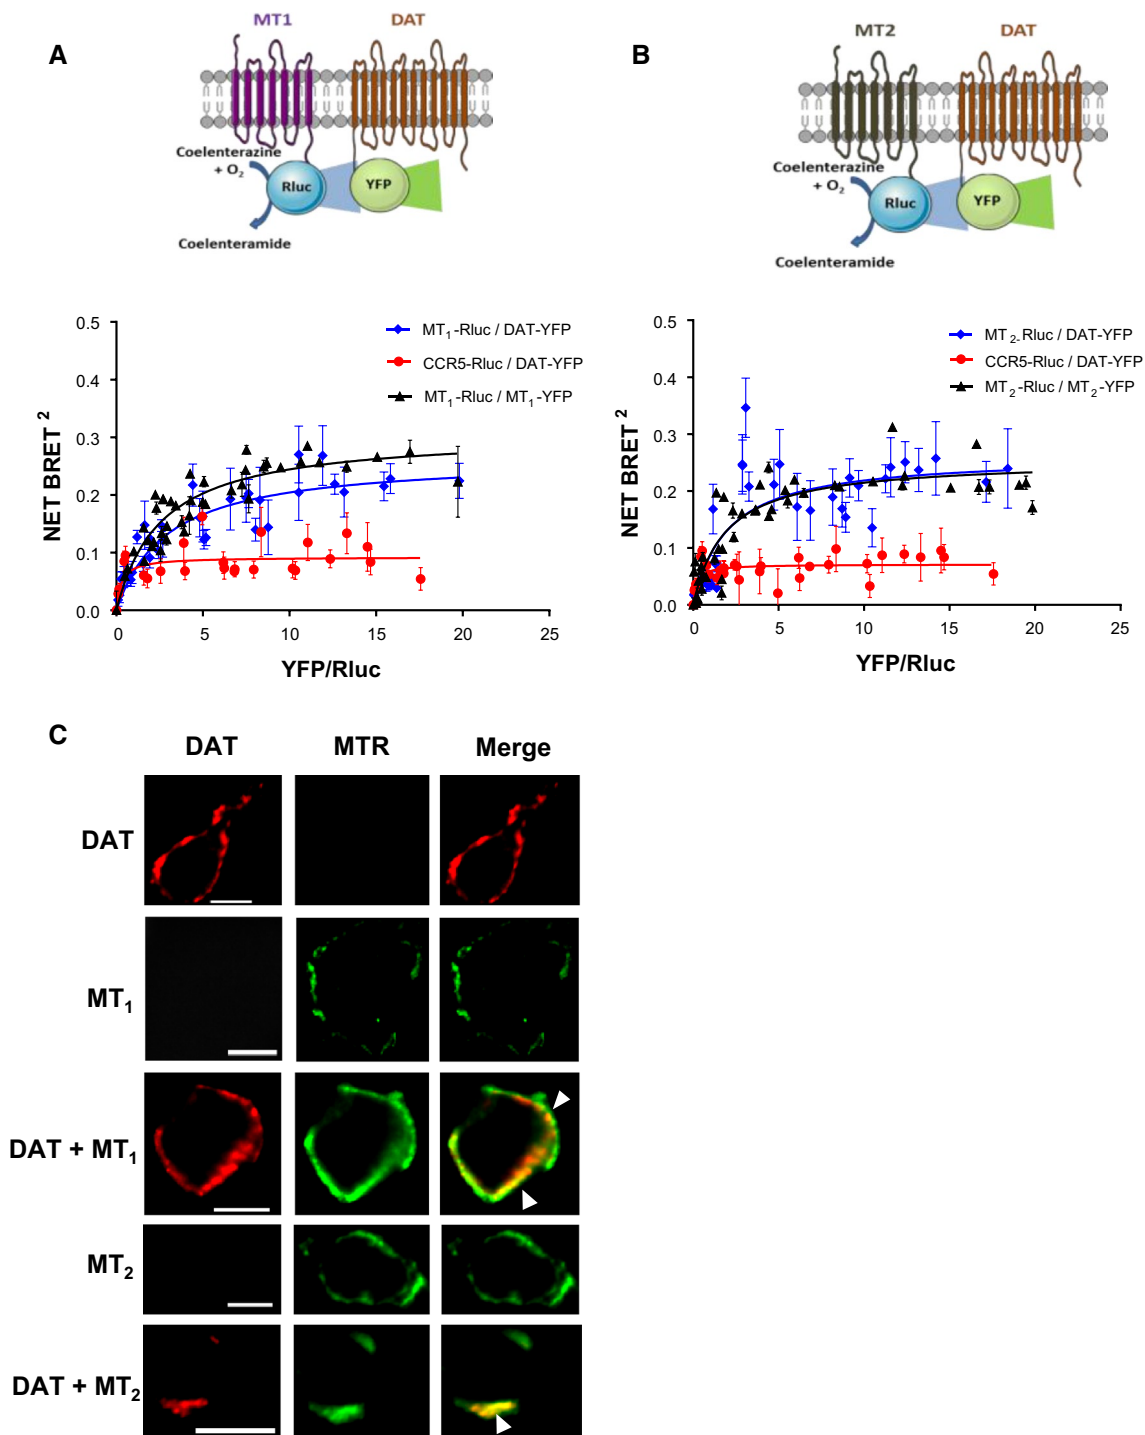 A
MT1
DAT
Coelenterazine
+ O₂
Rluc
YFP
Coelenteramide
B
MT2
DAT
Coelenterazine
+ O₂
Rluc
YFP
Coelenteramide
NET BRET ²
0.5
0.4
0.3
0.2
0.1
0.0
0
5
10
15
20
25
YFP/Rluc
MT₁-Rluc / DAT-YFP
CCR5-Rluc / DAT-YFP
MT₁-Rluc / MT₁-YFP
NET BRET ²
0.5
0.4
0.3
0.2
0.1
0.0
0
5
10
15
20
25
YFP/Rluc
MT₂-Rluc / DAT-YFP
CCR5-Rluc / DAT-YFP
MT₂-Rluc / MT₂-YFP
C
DAT
MTR
Merge
DAT
MT₁
DAT + MT₁
MT₂
DAT + MT₂